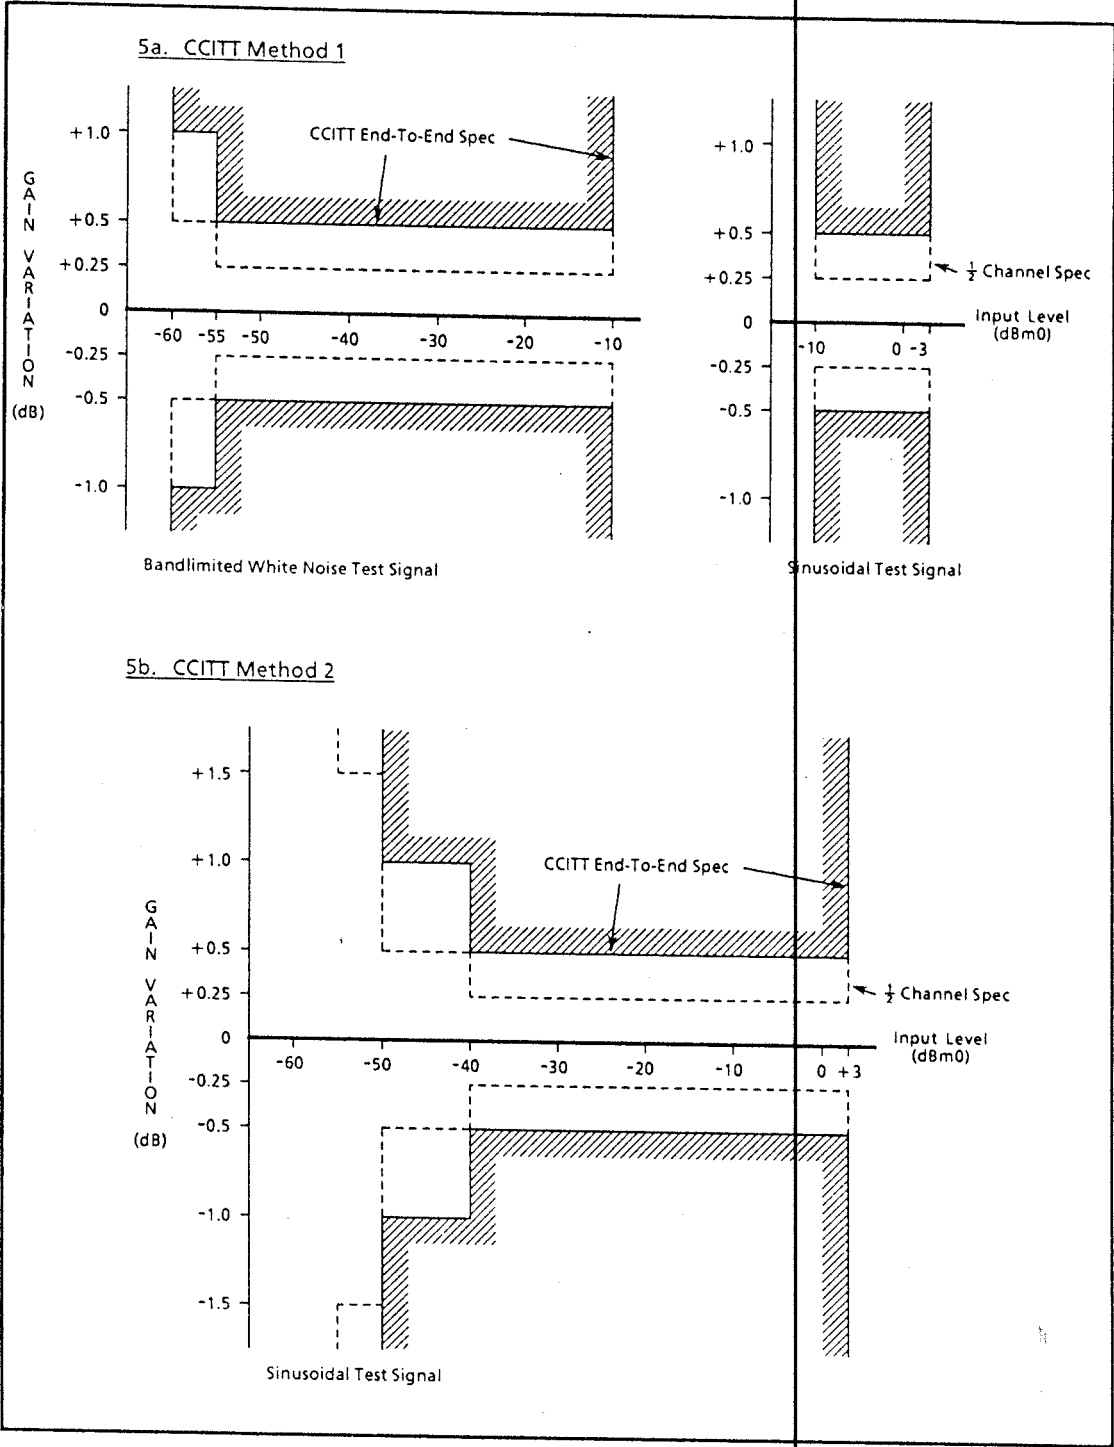 5a. CCITT Method 1
CCITT End-To-End Spec
+1.0
+0.5
+0.25
0
-0.25
-0.5
-1.0
GAIN VARIATION
(dB)
-60 -55 -50 -40 -30 -20 -10
Bandlimited White Noise Test Signal
+1.0
+0.5
+0.25
0
-0.25
-0.5
-1.0
½ Channel Spec
Input Level
(dBm0)
-10 0 -3
Sinusoidal Test Signal
5b. CCITT Method 2
+1.5
+1.0
+0.5
+0.25
0
-0.25
-0.5
-1.0
-1.5
GAIN VARIATION
(dB)
CCITT End-To-End Spec
½ Channel Spec
Input Level
(dBm0)
-60 -50 -40 -30 -20 -10 0 +3
Sinusoidal Test Signal